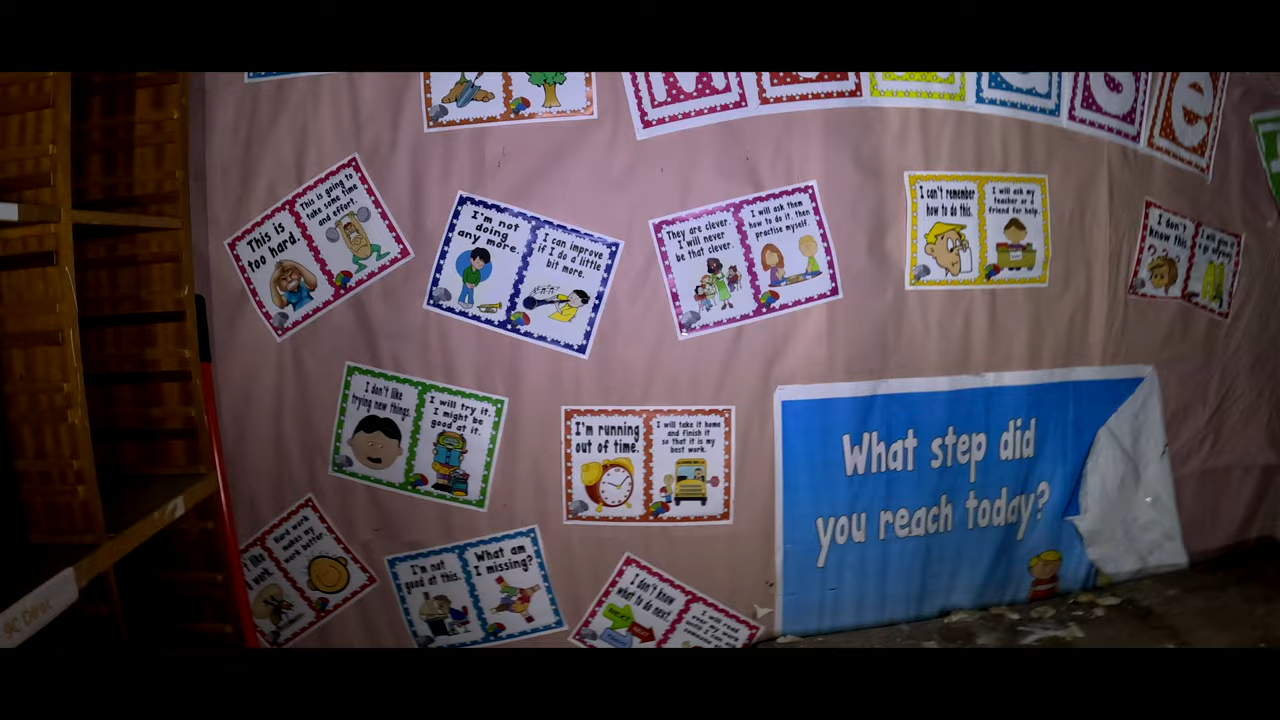 This is
too hard.
This is going to
take some time
and effort.
I'm not
doing
any more.
I can improve
if I do a little
bit more.
They are clever.
I will never
be that clever.
I will ask them
how to do it, then
practise myself.
I can't remember
how to do this.
I will ask my
teacher or a
friend for help.
I don't
know this.
I don't like
trying new things.
I will try it.
I might be
good at it.
I'm running
out of time.
I will take it home
and finish it
so that it is my
best work.
What step did
you reach today?
Hard work
makes my
work better.
I'm not
good at this.
What am
I missing?
I don't know
what to do next.
I will read